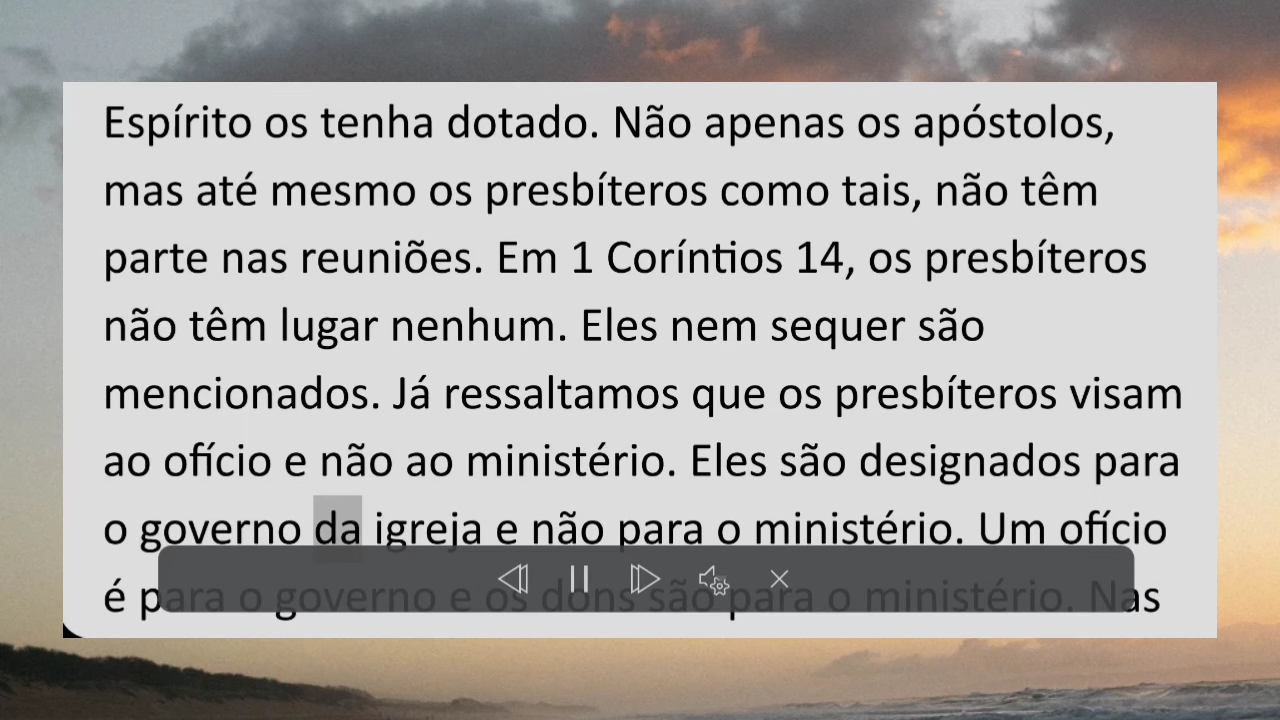 Espírito os tenha dotado. Não apenas os apóstolos,
mas até mesmo os presbíteros como tais, não têm
parte nas reuniões. Em 1 Coríntios 14, os presbíteros
não têm lugar nenhum. Eles nem sequer são
mencionados. Já ressaltamos que os presbíteros visam
ao ofício e não ao ministério. Eles são designados para
o governo da igreja e não para o ministério. Um ofício
é para o governo e os dons são para o ministério. Nas